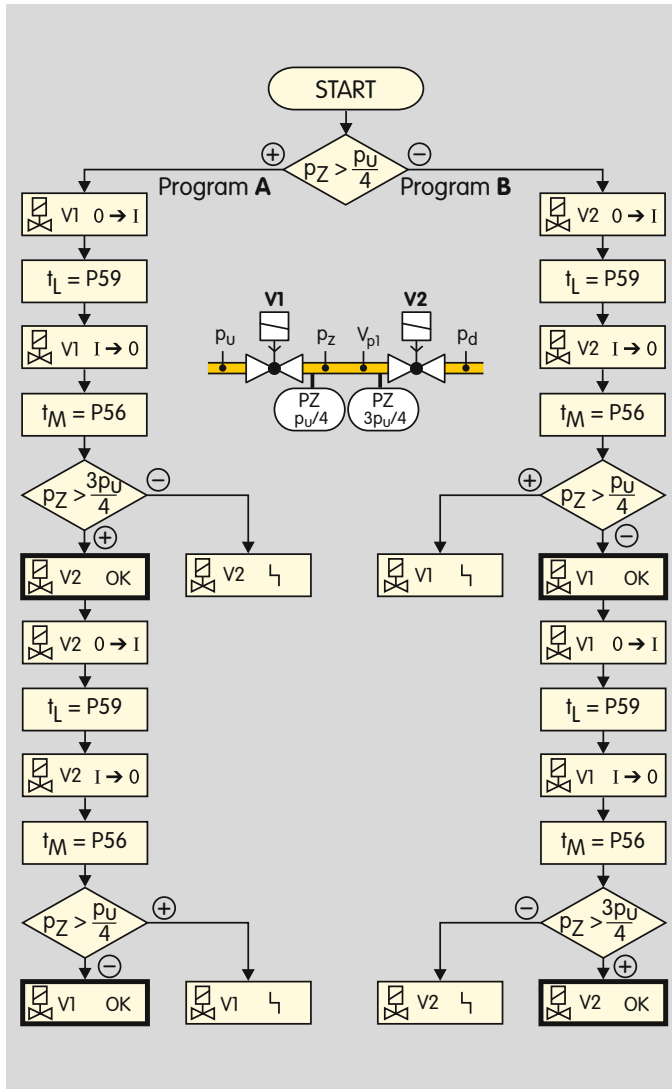 START
pZ > pu/4
+
−
Program A
Program B
V1 0 → I
tL = P59
V1 I → 0
tM = P56
pZ > 3pu/4
−
+
V2 OK
V2
V2 0 → I
tL = P59
V2 I → 0
tM = P56
pZ > pu/4
+
−
V1 OK
V1
V1
V2
pu
pZ
Vp1
pd
PZ
pu/4
PZ
3pu/4
V2 0 → I
tL = P59
V2 I → 0
tM = P56
pZ > pu/4
+
−
V1
V1 OK
V1 0 → I
tL = P59
V1 I → 0
tM = P56
pZ > 3pu/4
−
+
V2
V2 OK